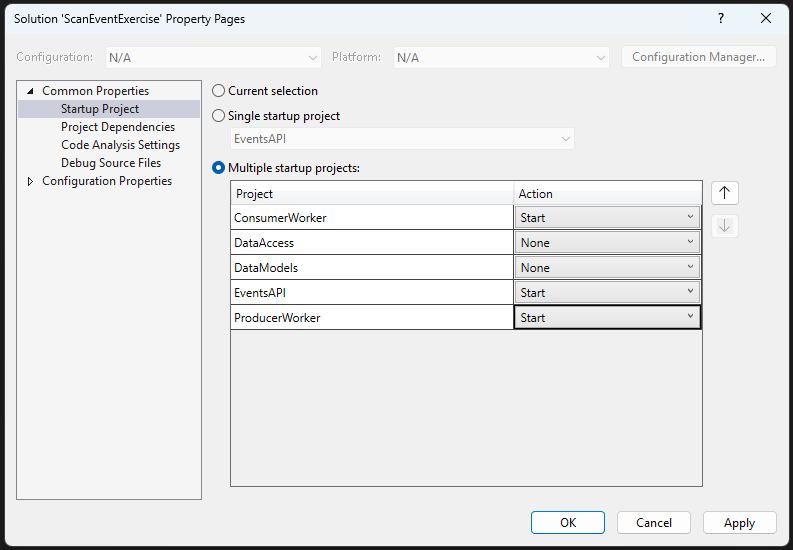 Solution 'ScanEventExercise' Property Pages
?
Configuration: N/A Platform: N/A Configuration Manager...
Common Properties
Startup Project
Project Dependencies
Code Analysis Settings
Debug Source Files
Configuration Properties
Current selection
Single startup project
EventsAPI
Multiple startup projects:
Project Action
ConsumerWorker Start
DataAccess None
DataModels None
EventsAPI Start
ProducerWorker Start
OK Cancel Apply